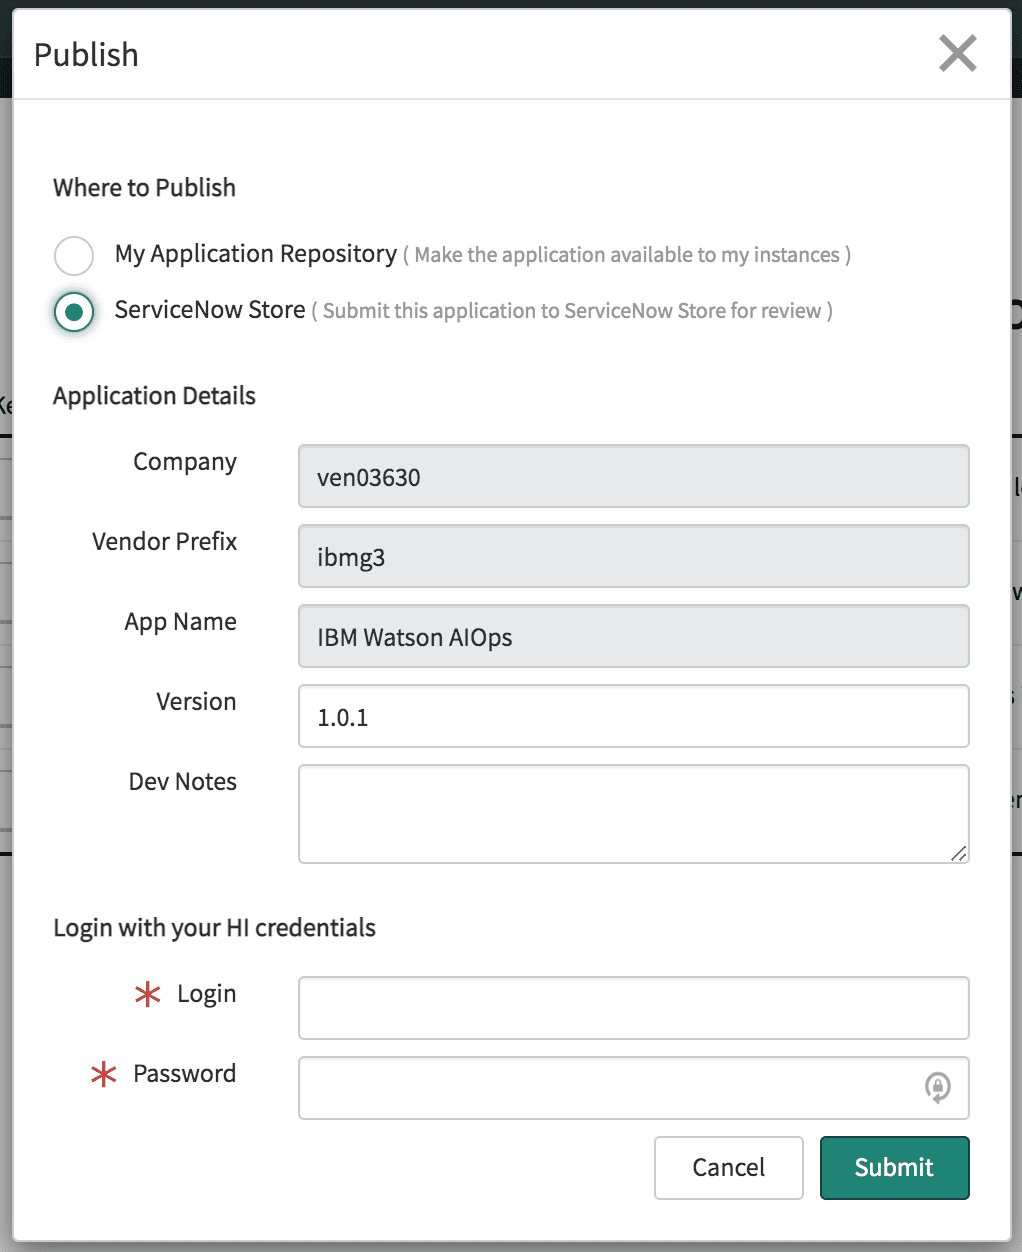 Publish
Where to Publish
My Application Repository ( Make the application available to my instances )
ServiceNow Store ( Submit this application to ServiceNow Store for review )
Application Details
Company
ven03630
Vendor Prefix
ibmg3
App Name
IBM Watson AIOps
Version
1.0.1
Dev Notes
Login with your HI credentials
* Login
* Password
Cancel
Submit